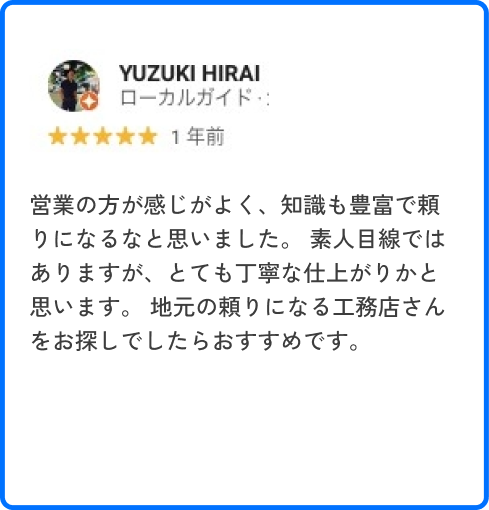 YUZUKI HIRAI
ローカルガイド · :
★★★★★ 1 年前
営業の方が感じがよく、知識も豊富で頼
りになるなと思いました。 素人目線では
ありますが、とても丁寧な仕上がりかと
思います。 地元の頼りになる工務店さん
をお探しでしたらおすすめです。